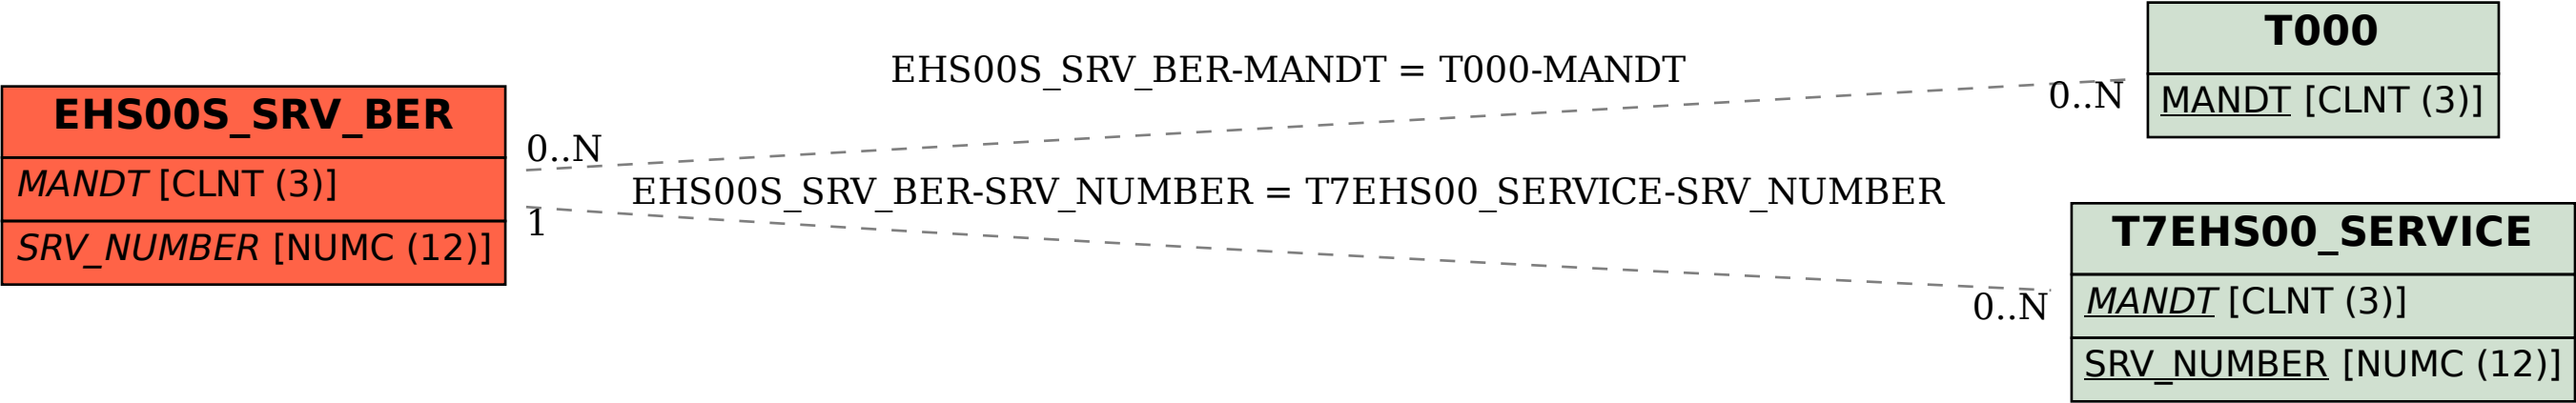 EHS00S_SRV_BER
MANDT [CLNT (3)]
SRV_NUMBER [NUMC (12)]
EHS00S_SRV_BER-MANDT = T000-MANDT
0..N
0..N
EHS00S_SRV_BER-SRV_NUMBER = T7EHS00_SERVICE-SRV_NUMBER
1
0..N
T000
MANDT [CLNT (3)]
T7EHS00_SERVICE
MANDT [CLNT (3)]
SRV_NUMBER [NUMC (12)]